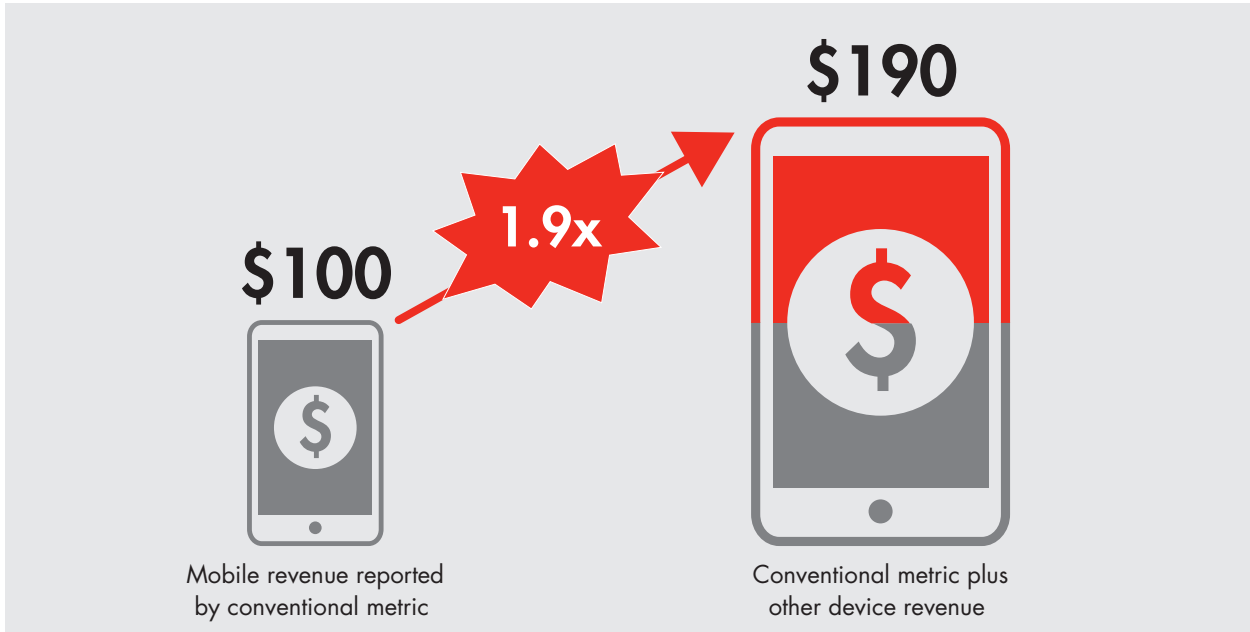 $190
1.9x
$100
$
$
Mobile revenue reported
by conventional metric
Conventional metric plus
other device revenue